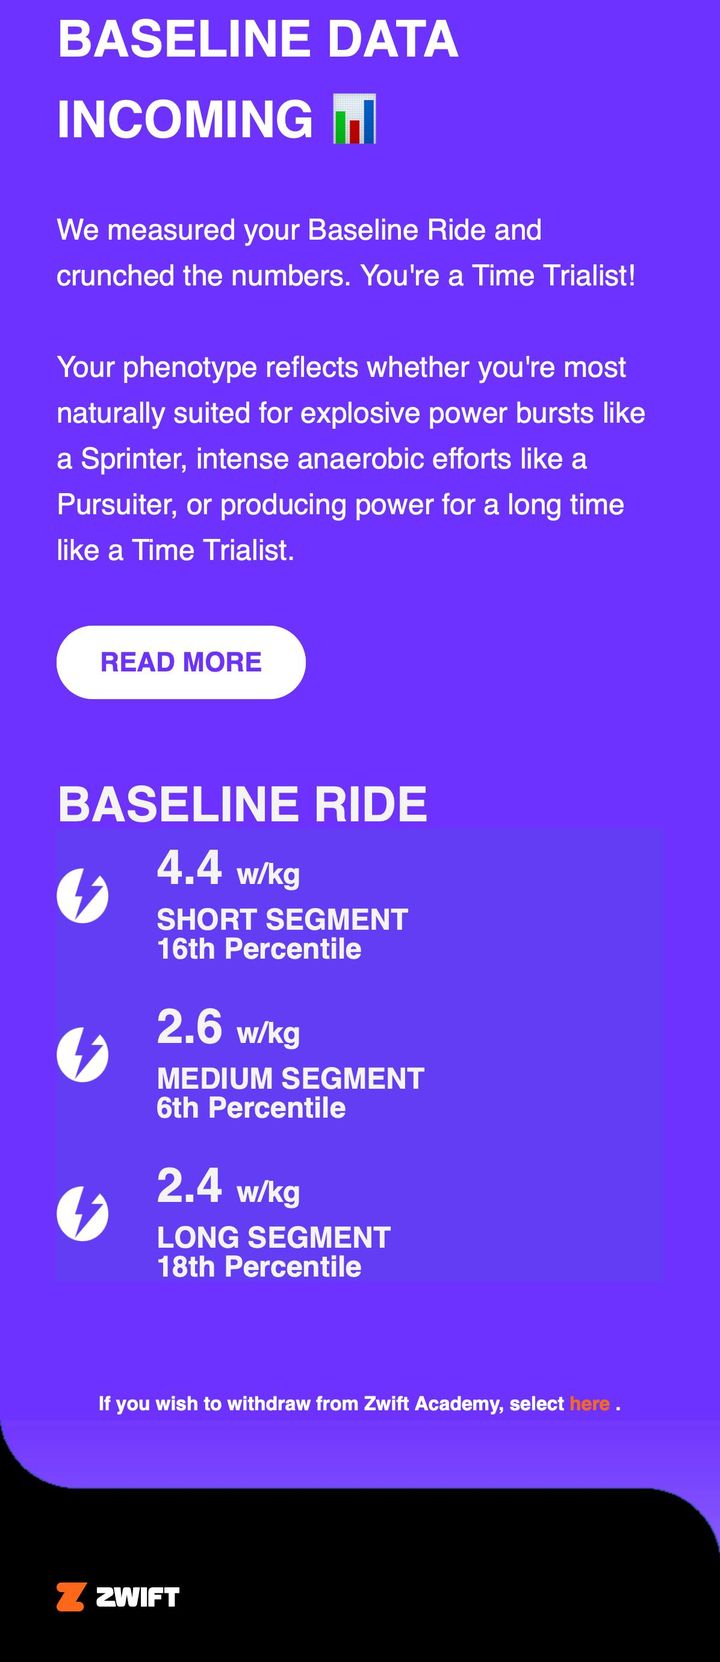 BASELINE DATA
INCOMING 📊
We measured your Baseline Ride and
crunched the numbers. You're a Time Trialist!
Your phenotype reflects whether you're most
naturally suited for explosive power bursts like
a Sprinter, intense anaerobic efforts like a
Pursuiter, or producing power for a long time
like a Time Trialist.
READ MORE
BASELINE RIDE
4.4 w/kg
SHORT SEGMENT
16th Percentile
2.6 w/kg
MEDIUM SEGMENT
6th Percentile
2.4 w/kg
LONG SEGMENT
18th Percentile
If you wish to withdraw from Zwift Academy, select here .
ZWIFT